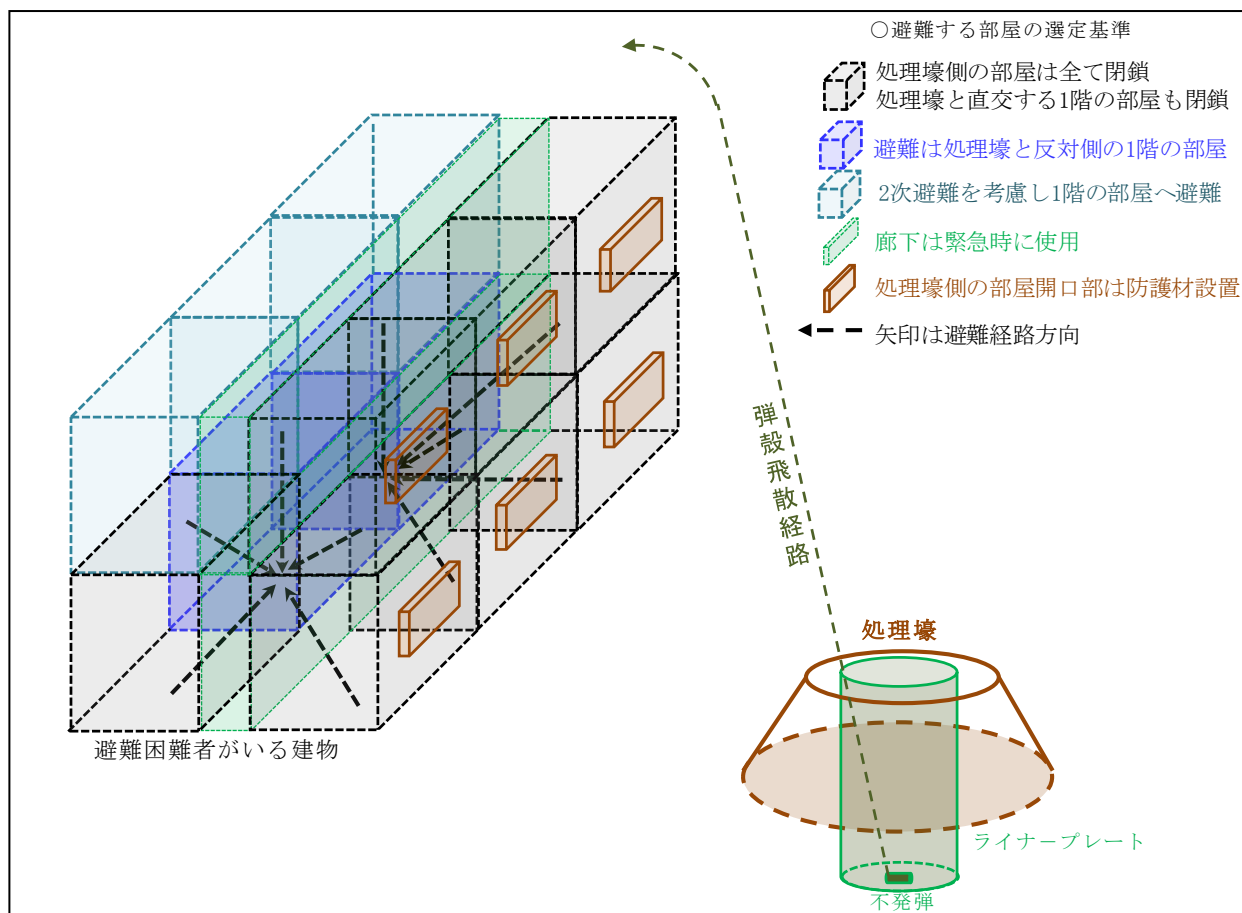 ○避難する部屋の選定基準
処理壕側の部屋は全て閉鎖
処理壕と直交する1階の部屋も閉鎖
避難は処理壕と反対側の1階の部屋
2次避難を考慮し1階の部屋へ避難
廊下は緊急時に使用
処理壕側の部屋開口部は防護材設置
矢印は避難経路方向
弾殻飛散経路
処理壕
避難困難者がいる建物
ライナープレート
不発弾